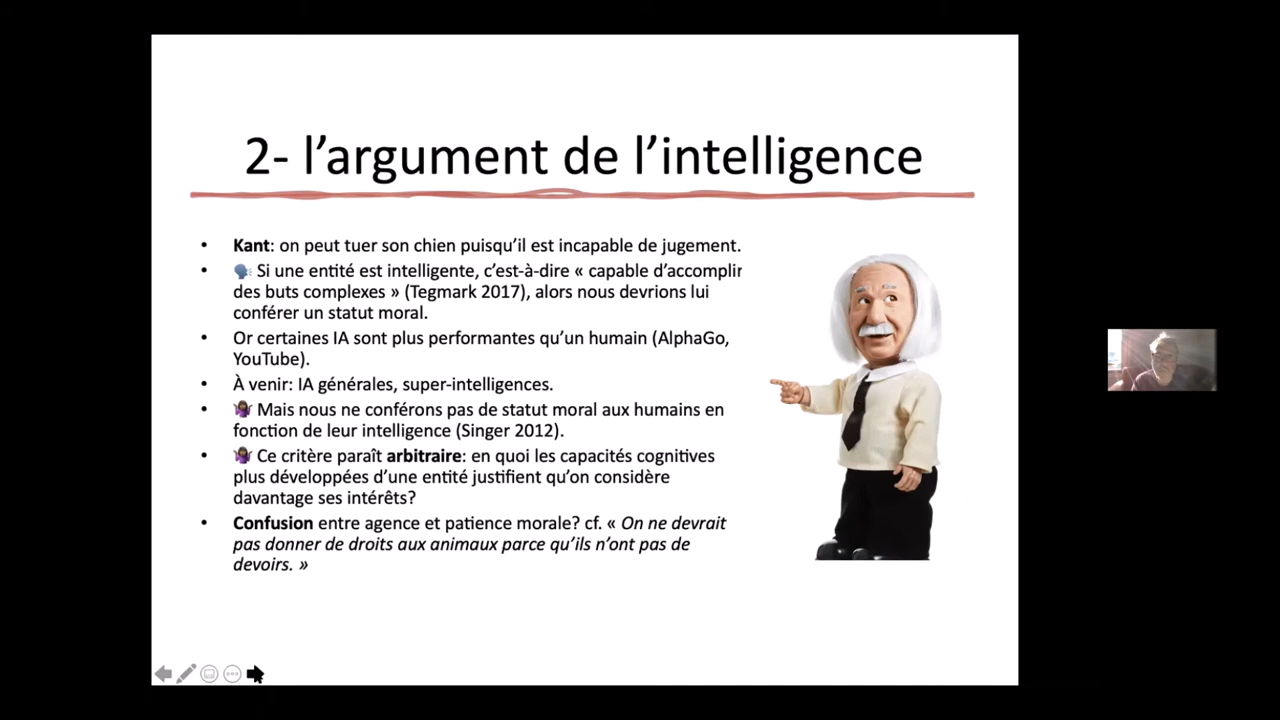 2- l’argument de l’intelligence
• Kant: on peut tuer son chien puisqu’il est incapable de jugement.
• 🗣 Si une entité est intelligente, c’est-à-dire « capable d’accomplir
des buts complexes » (Tegmark 2017), alors nous devrions lui
conférer un statut moral.
• Or certaines IA sont plus performantes qu’un humain (AlphaGo,
YouTube).
• À venir: IA générales, super-intelligences.
• 🤷🏾‍♀️ Mais nous ne conférons pas de statut moral aux humains en
fonction de leur intelligence (Singer 2012).
• 🤷🏾‍♀️ Ce critère paraît arbitraire: en quoi les capacités cognitives
plus développées d’une entité justifient qu’on considère
davantage ses intérêts?
• Confusion entre agence et patience morale? cf. « On ne devrait
pas donner de droits aux animaux parce qu’ils n’ont pas de
devoirs. »